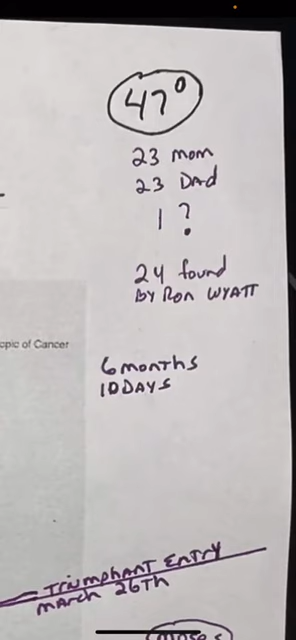 47°
23 mom
23 DAd
1 ?
24 found
BY RON WYATT
opic of Cancer
6 months
10 DAYS
TRIUMPHANT ENTRY
MARCH 26Th